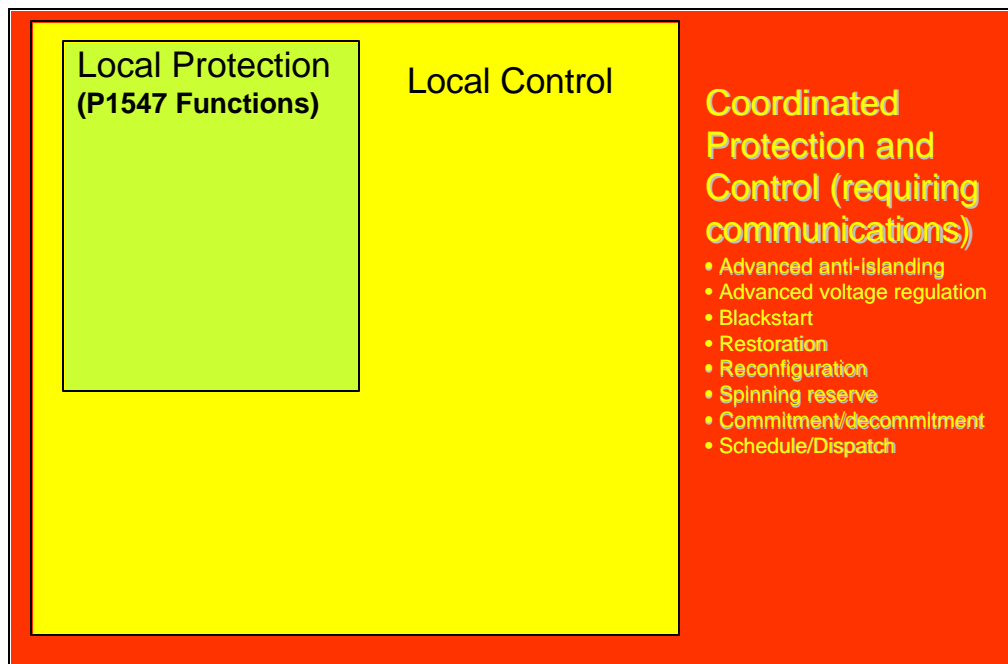 Local Protection
(P1547 Functions)
Local Control
Coordinated
Protection and
Control (requiring
communications)
• Advanced anti-islanding
• Advanced voltage regulation
• Blackstart
• Restoration
• Reconfiguration
• Spinning reserve
• Commitment/decommitment
• Schedule/Dispatch